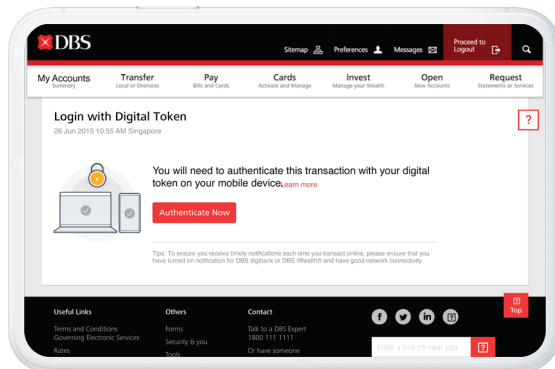 DBS
Sitemap Preferences Messages Proceed to Logout
My Accounts Transfer Pay Cards Invest Open Request
Summary Local or Overseas Bills and Cards Activate and Manage Manage your Wealth New Accounts Statements or Services
Login with Digital Token
26 Jun 2015 10:55 AM Singapore
?
You will need to authenticate this transaction with your digital
token on your mobile device. Learn more
Authenticate Now
Tips: To ensure you receive timely notifications each time you transact online, please ensure that you
have turned on notification for DBS digibank or DBS iWealth® and have good network connectivity
Top
Useful Links Others Contact
Terms and Conditions Forms Talk to a DBS Expert
Governing Electronic Services Security & you 1800 111 1111
Rates Tools Or have someone
Enter a branch near you